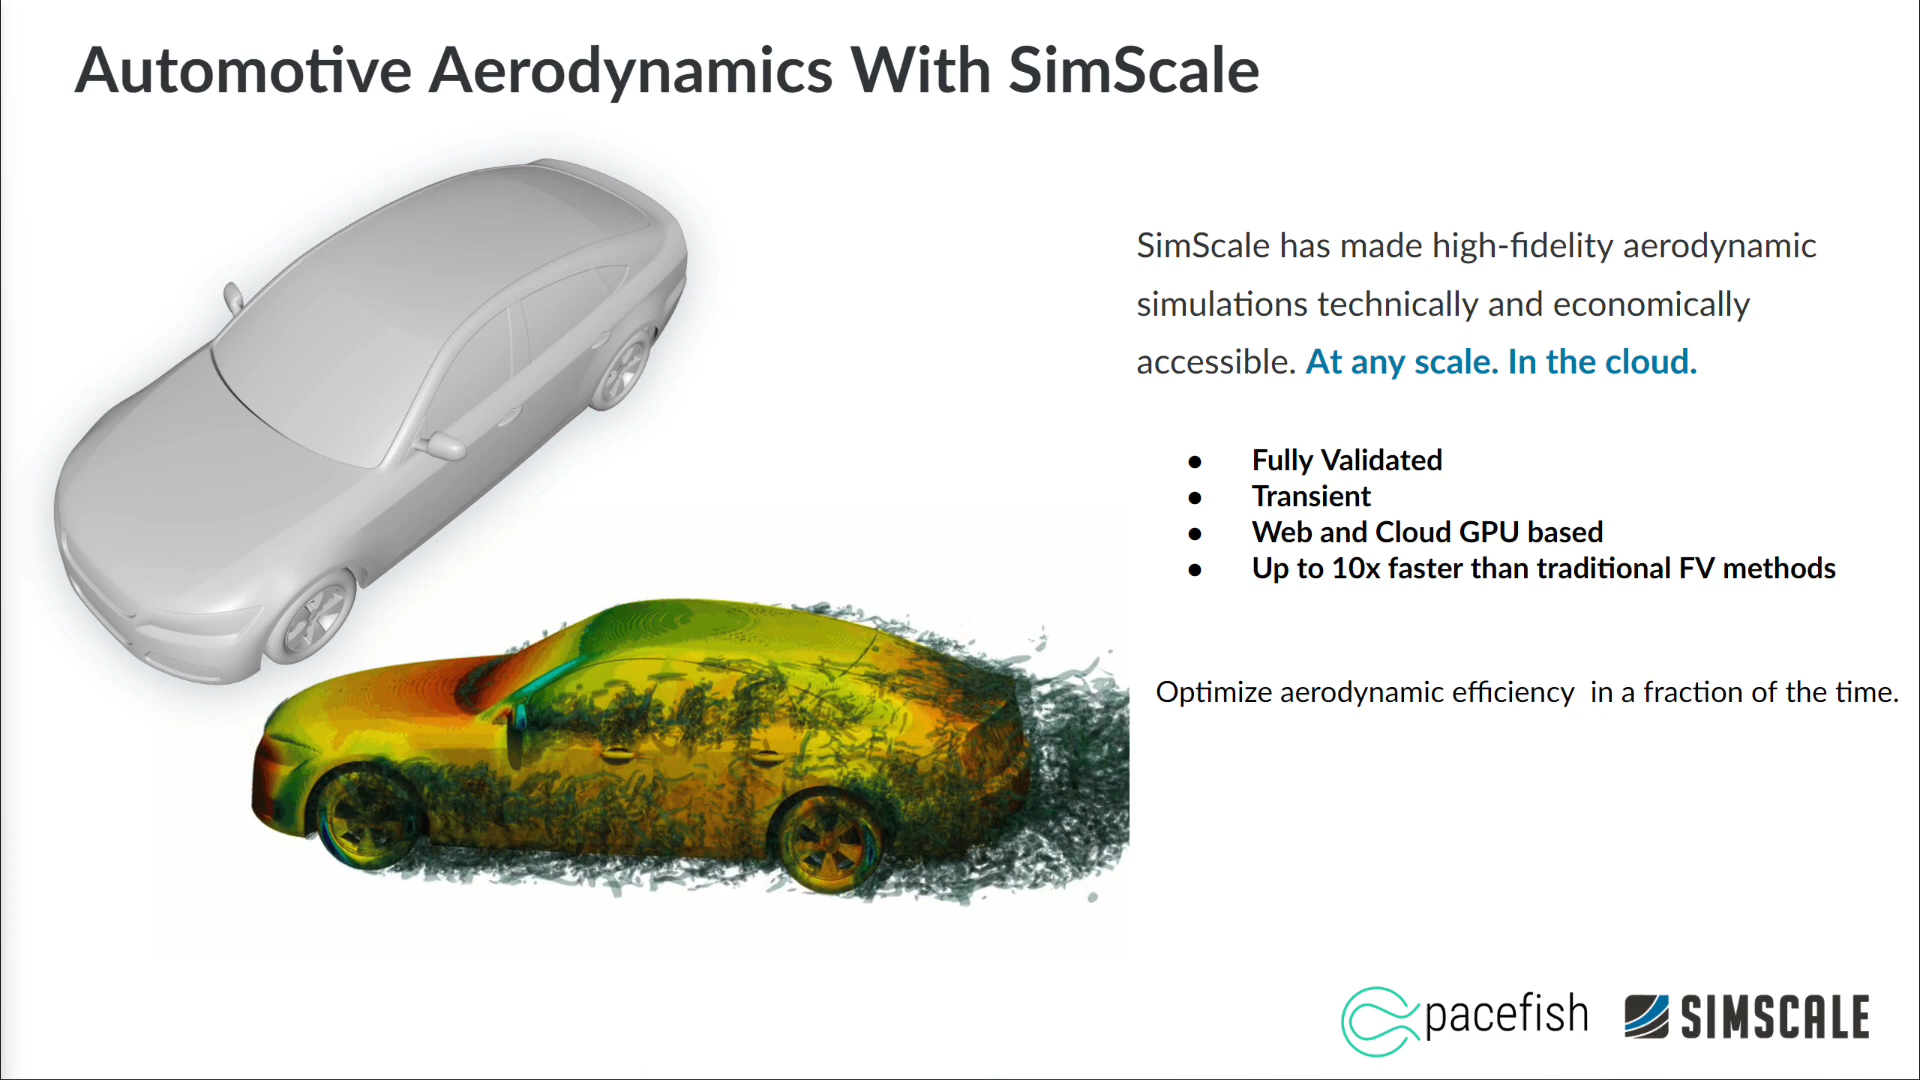 Automotive Aerodynamics With SimScale
SimScale has made high-fidelity aerodynamic
simulations technically and economically
accessible. At any scale. In the cloud.
● Fully Validated
● Transient
● Web and Cloud GPU based
● Up to 10x faster than traditional FV methods
Optimize aerodynamic efficiency in a fraction of the time.
pacefish
SIMSCALE